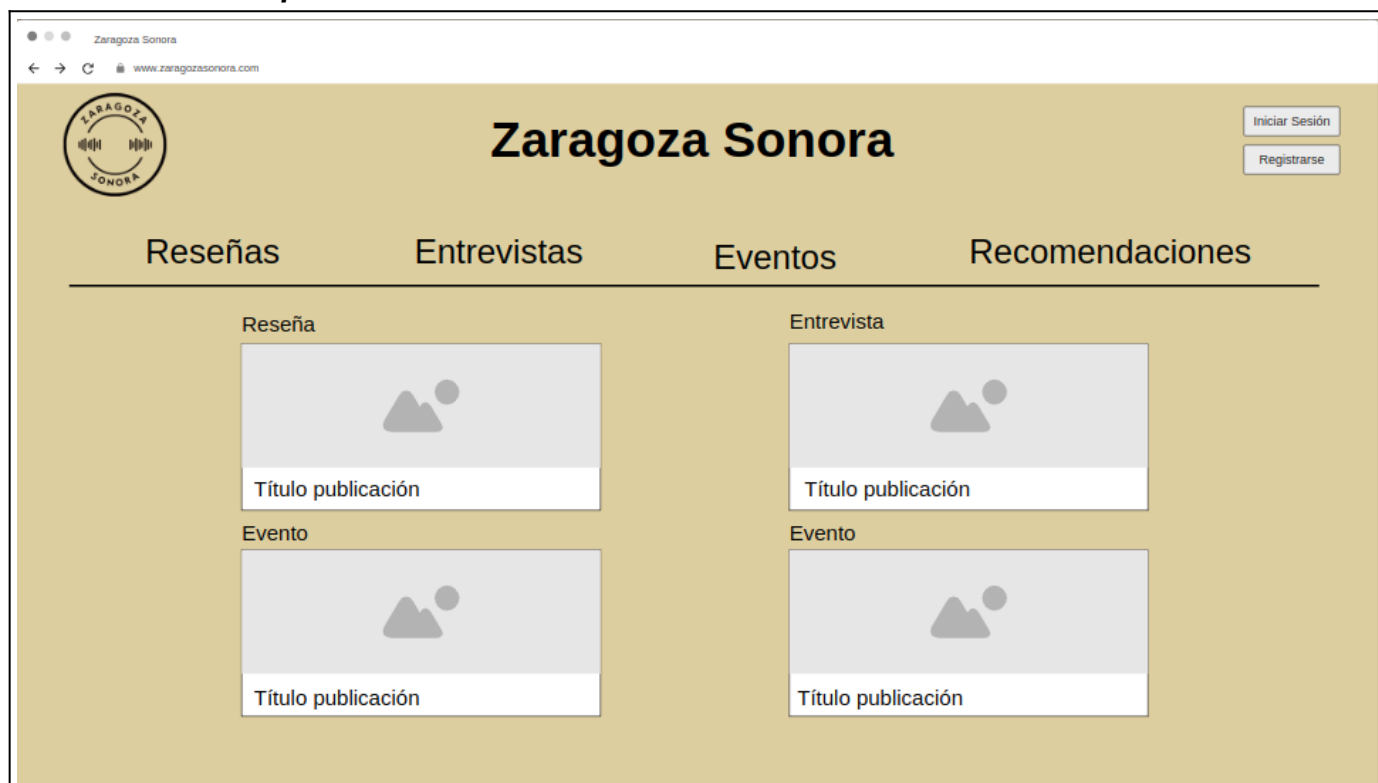 Zaragoza Sonora
www.zaragozasonora.com
ZARAGOZA
SONORA
Zaragoza Sonora
Iniciar Sesión
Registrarse
Reseñas Entrevistas Eventos Recomendaciones
Reseña Entrevista
Título publicación Título publicación
Evento Evento
Título publicación Título publicación